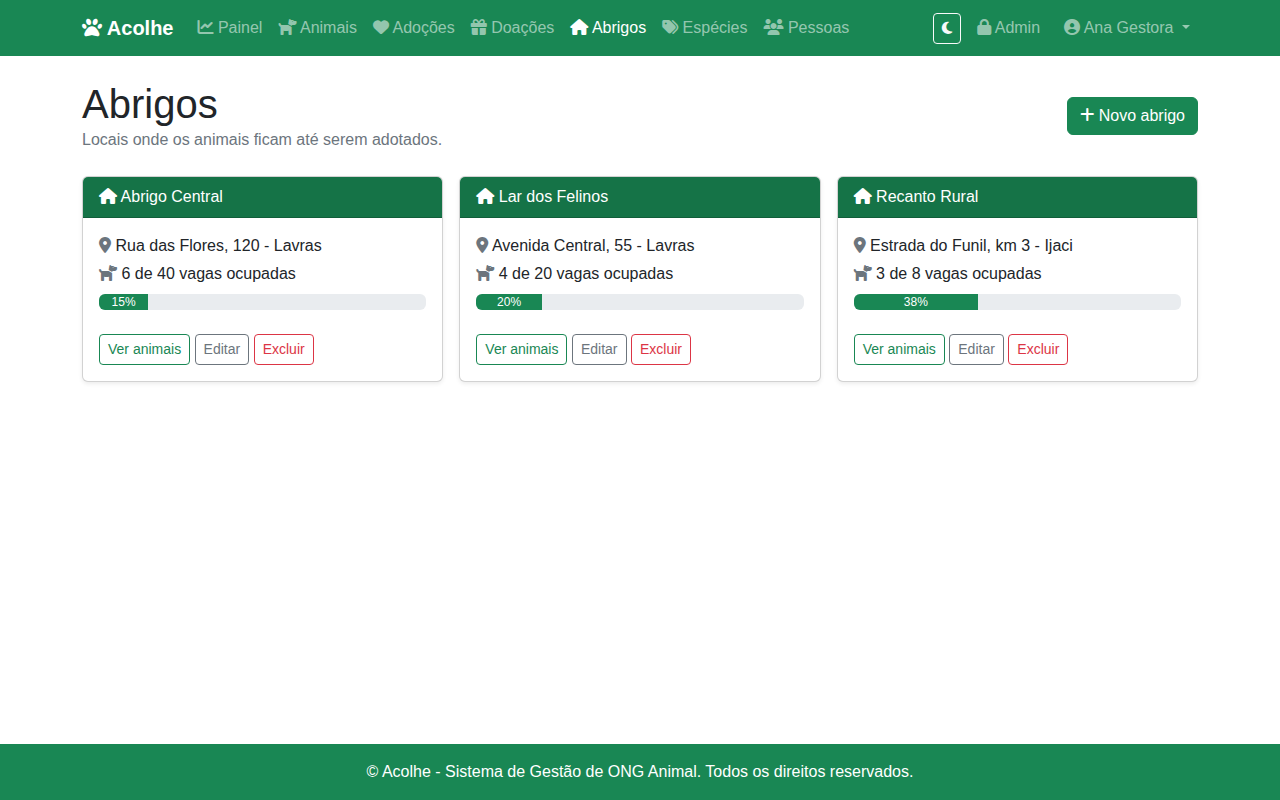 Acolhe Painel Animais Adoções Doações Abrigos Espécies Pessoas Admin Ana Gestora
Abrigos
Novo abrigo
Locais onde os animais ficam até serem adotados.
Abrigo Central
Rua das Flores, 120 - Lavras
6 de 40 vagas ocupadas
15%
Ver animais Editar Excluir
Lar dos Felinos
Avenida Central, 55 - Lavras
4 de 20 vagas ocupadas
20%
Ver animais Editar Excluir
Recanto Rural
Estrada do Funil, km 3 - Ijaci
3 de 8 vagas ocupadas
38%
Ver animais Editar Excluir
© Acolhe - Sistema de Gestão de ONG Animal. Todos os direitos reservados.